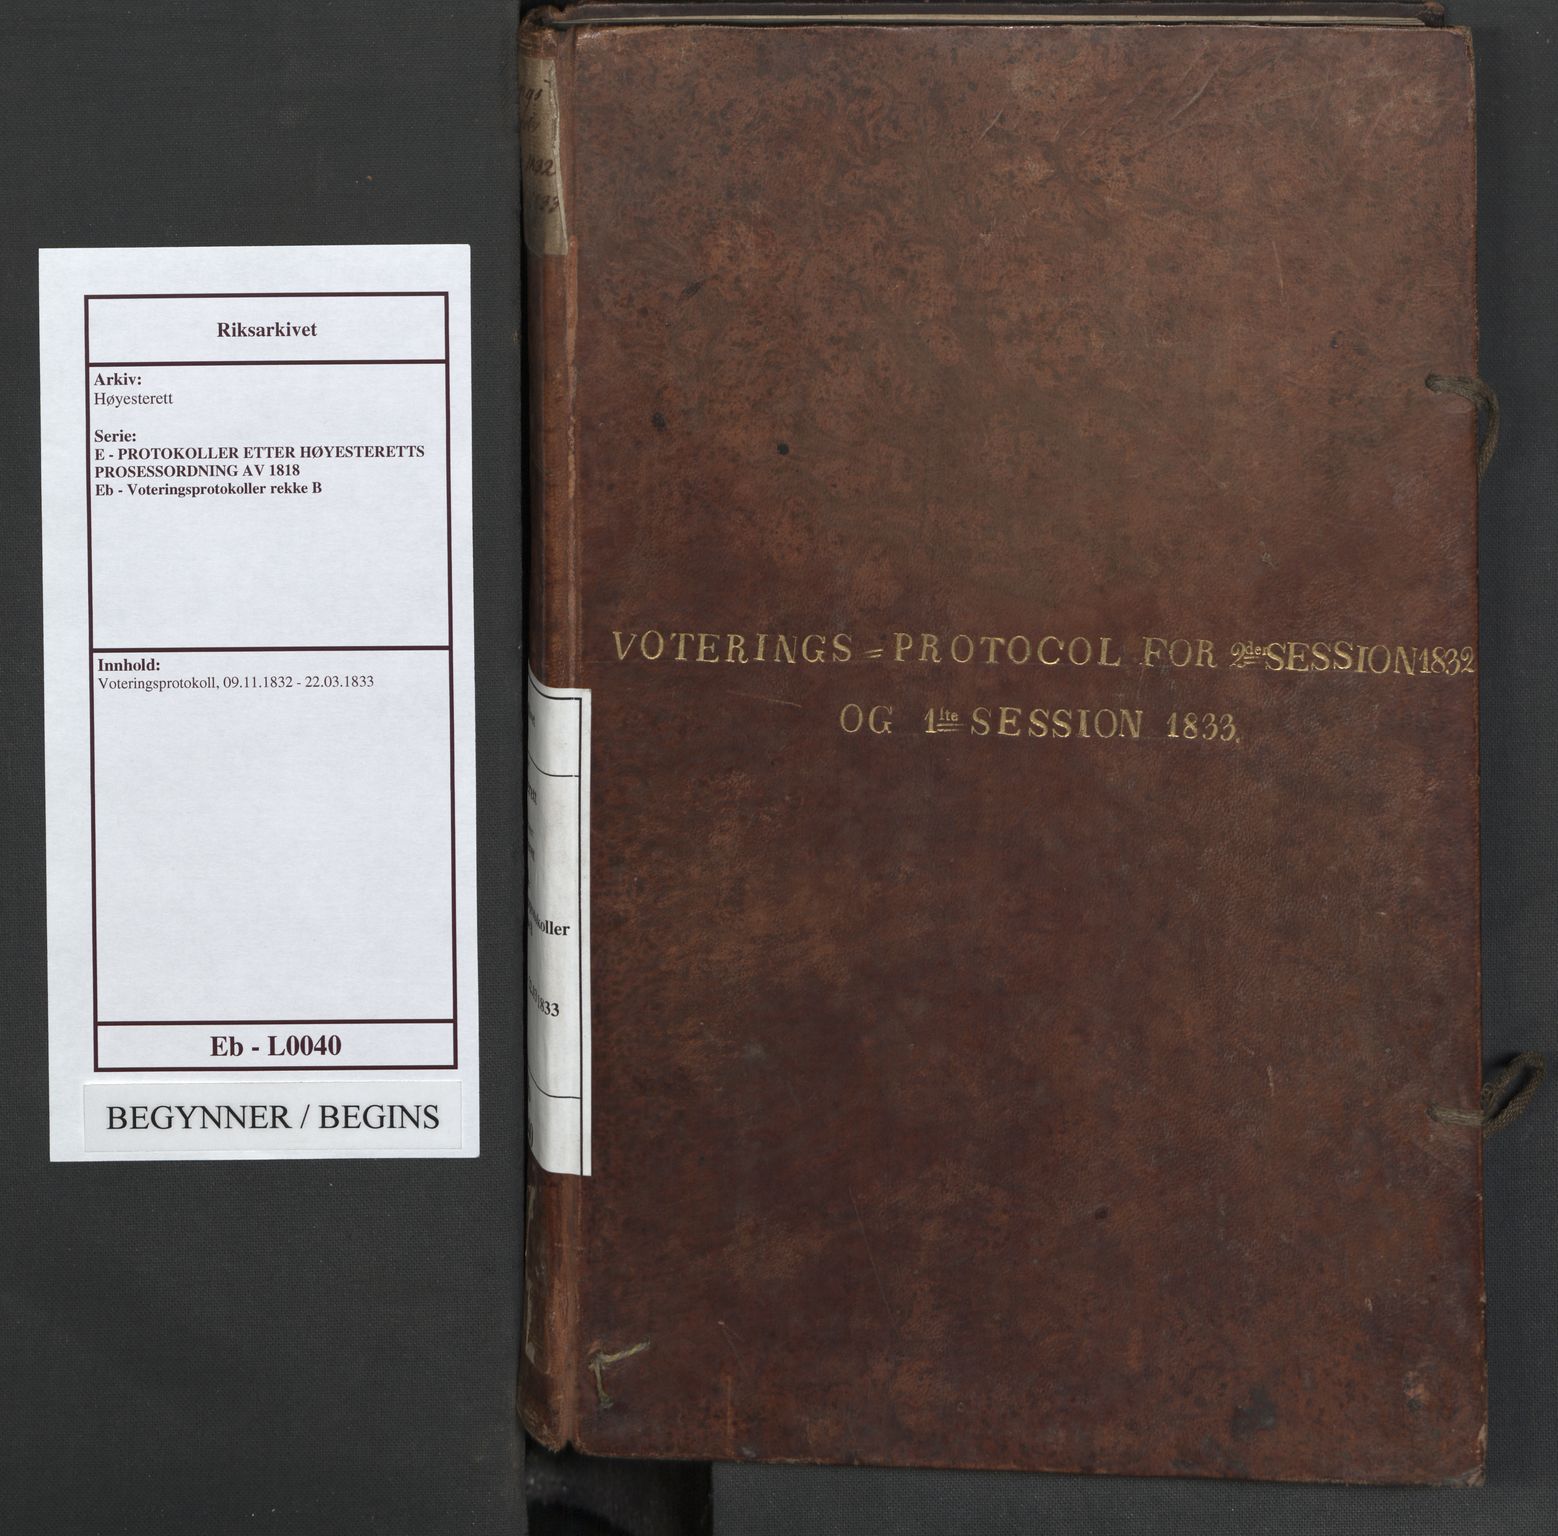 Riksarkivet
Arkiv:
Høyesterett
Serie:
E - PROTOKOLLER ETTER HØYESTERETTS
PROSESSORDNING AV 1818
Eb - Voteringsprotokoller rekke B
Innhold:
Voteringsprotokoll, 09.11.1832 - 22.03.1833
Eb - L0040
BEGYNNER / BEGINS
1832
VOTERINGS = PROTOCOL FOR 2den SESSION 1832
OG 1ste SESSION 1833.